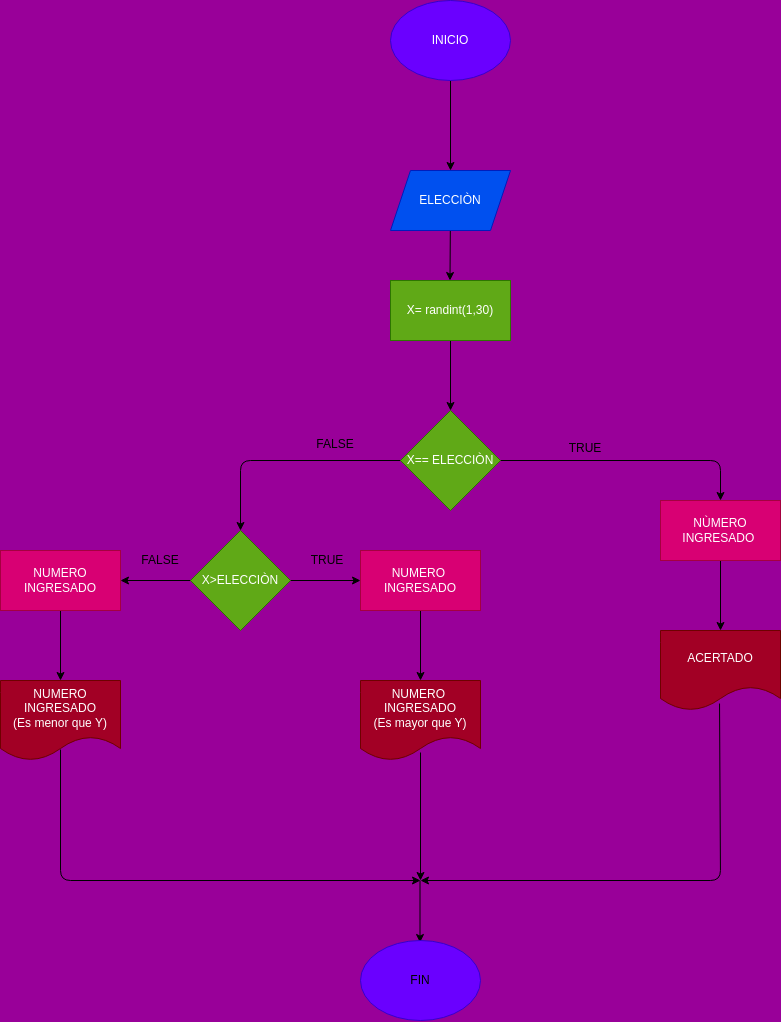 INICIO
ELECCIÒN
X= randint(1,30)
FALSE
TRUE
X== ELECCIÒN
NÙMERO
INGRESADO
FALSE
TRUE
NUMERO
INGRESADO
X>ELECCIÒN
NUMERO
INGRESADO
ACERTADO
NUMERO
INGRESADO
(Es menor que Y)
NUMERO
INGRESADO
(Es mayor que Y)
FIN